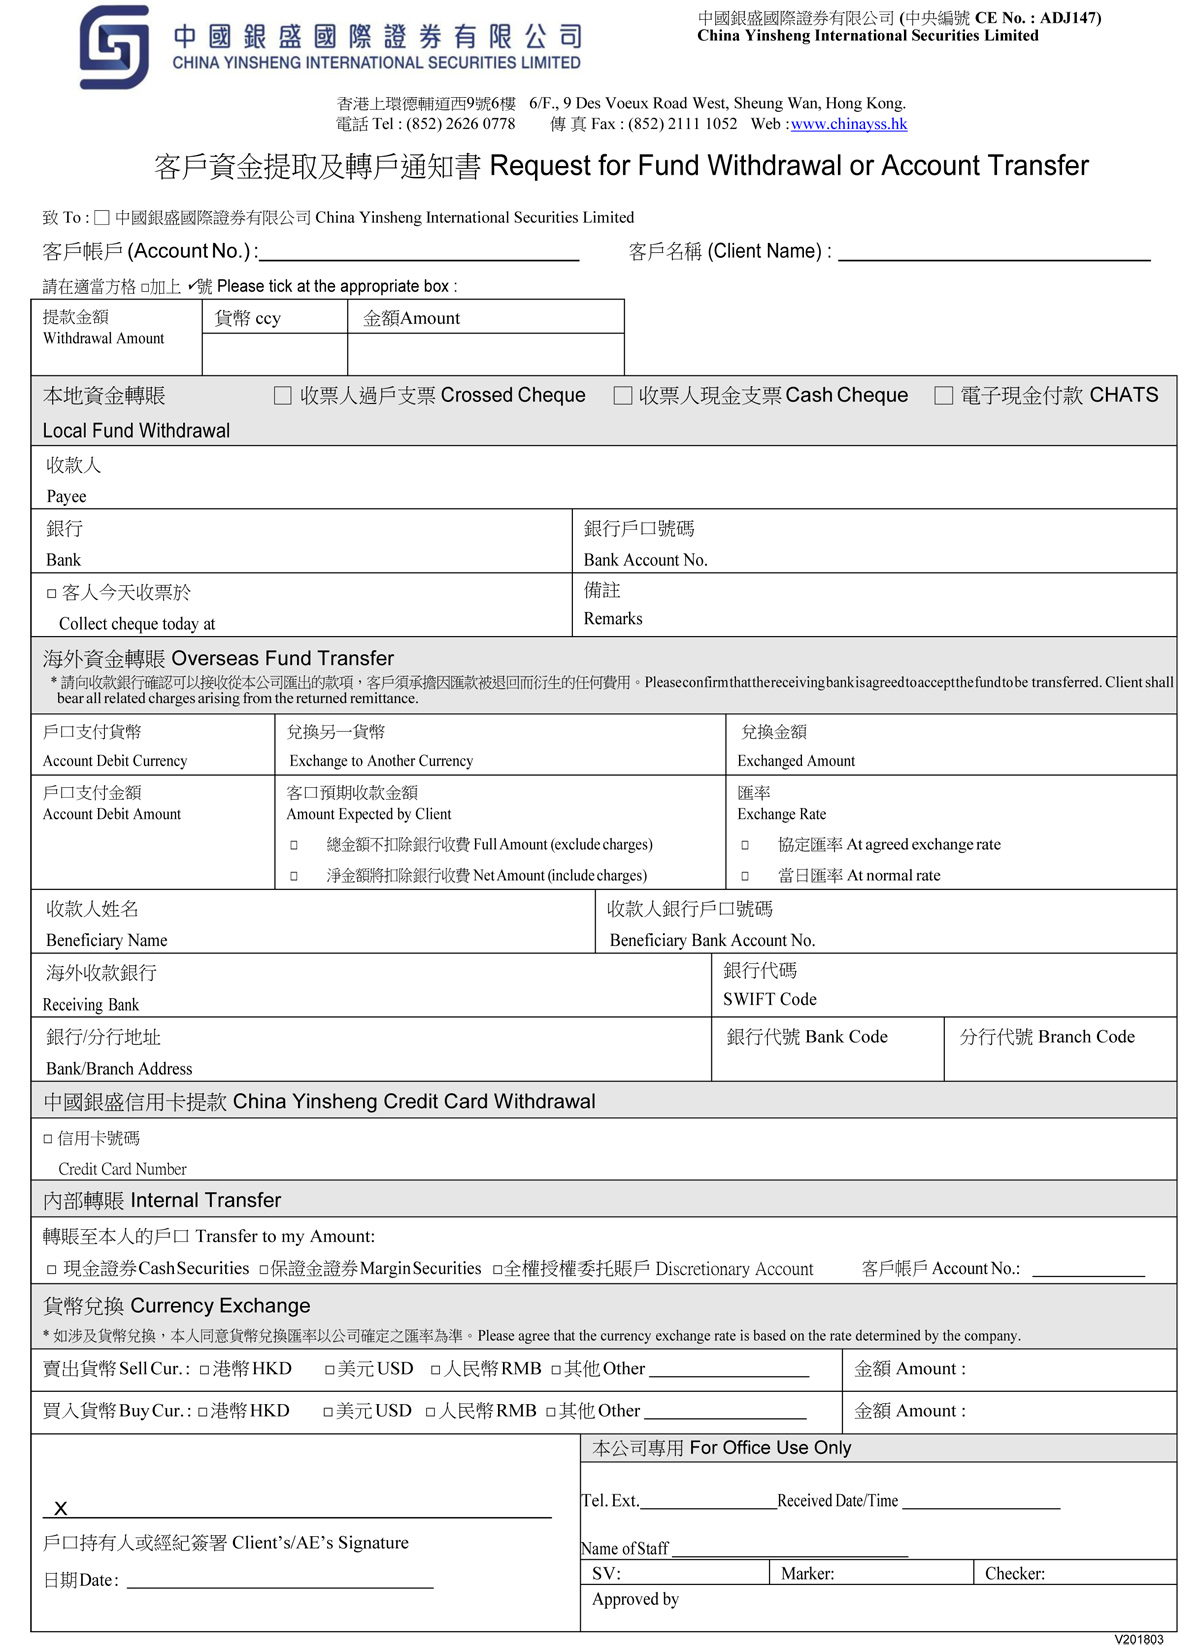 中國銀盛國際證券有限公司
CHINA YINSHENG INTERNATIONAL SECURITIES LIMITED
中國銀盛國際證券有限公司 (中央編號 CE No. : ADJ147)
China Yinsheng International Securities Limited
香港上環德輔道西9號6樓 6/F., 9 Des Voeux Road West, Sheung Wan, Hong Kong.
電話 Tel : (852) 2626 0778 傳 真 Fax : (852) 2111 1052 Web :www.chinayss.hk
客戶資金提取及轉戶通知書 Request for Fund Withdrawal or Account Transfer
致 To : □ 中國銀盛國際證券有限公司 China Yinsheng International Securities Limited
客戶帳戶 (Account No.) :__________ 客戶名稱 (Client Name) : __________
請在適當方格 □加上 ✓號 Please tick at the appropriate box :
提款金額 貨幣 ccy 金額Amount
Withdrawal Amount
本地資金轉賬 □ 收票人過戶支票 Crossed Cheque □ 收票人現金支票 Cash Cheque □ 電子現金付款 CHATS
Local Fund Withdrawal
收款人
Payee
銀行 銀行戶口號碼
Bank Bank Account No.
□ 客人今天收票於 備註
Collect cheque today at Remarks
海外資金轉賬 Overseas Fund Transfer
* 請向收款銀行確認可以接收從本公司匯出的款項，客戶須承擔因匯款被退回而衍生的任何費用。Please confirm that the receiving bank is agreed to accept the fund to be transferred. Client shall
bear all related charges arising from the returned remittance.
戶口支付貨幣 兌換另一貨幣 兌換金額
Account Debit Currency Exchange to Another Currency Exchanged Amount
戶口支付金額 客口預期收款金額 匯率
Account Debit Amount Amount Expected by Client Exchange Rate
□ 總金額不扣除銀行收費 Full Amount (exclude charges) □ 協定匯率 At agreed exchange rate
□ 淨金額將扣除銀行收費 Net Amount (include charges) □ 當日匯率 At normal rate
收款人姓名 收款人銀行戶口號碼
Beneficiary Name Beneficiary Bank Account No.
海外收款銀行 銀行代碼
Receiving Bank SWIFT Code
銀行/分行地址 銀行代號 Bank Code 分行代號 Branch Code
Bank/Branch Address
中國銀盛信用卡提款 China Yinsheng Credit Card Withdrawal
□ 信用卡號碼
Credit Card Number
內部轉賬 Internal Transfer
轉賬至本人的戶口 Transfer to my Amount:
□ 現金證券 Cash Securities □保證金證券 Margin Securities □全權授權委托賬戶 Discretionary Account 客戶帳戶 Account No.: __________
貨幣兌換 Currency Exchange
* 如涉及貨幣兌換，本人同意貨幣兌換匯率以公司確定之匯率為準。Please agree that the currency exchange rate is based on the rate determined by the company.
賣出貨幣 Sell Cur. : □ 港幣 HKD □ 美元 USD □ 人民幣 RMB □ 其他 Other __________ 金額 Amount :
買入貨幣 Buy Cur. : □ 港幣 HKD □ 美元 USD □ 人民幣 RMB □ 其他 Other __________ 金額 Amount :
本公司專用 For Office Use Only
Tel. Ext.__________ Received Date/Time __________
X
戶口持有人或經紀簽署 Client's/AE's Signature
Name of Staff __________
日期 Date : __________
SV: Marker: Checker:
Approved by
V201803